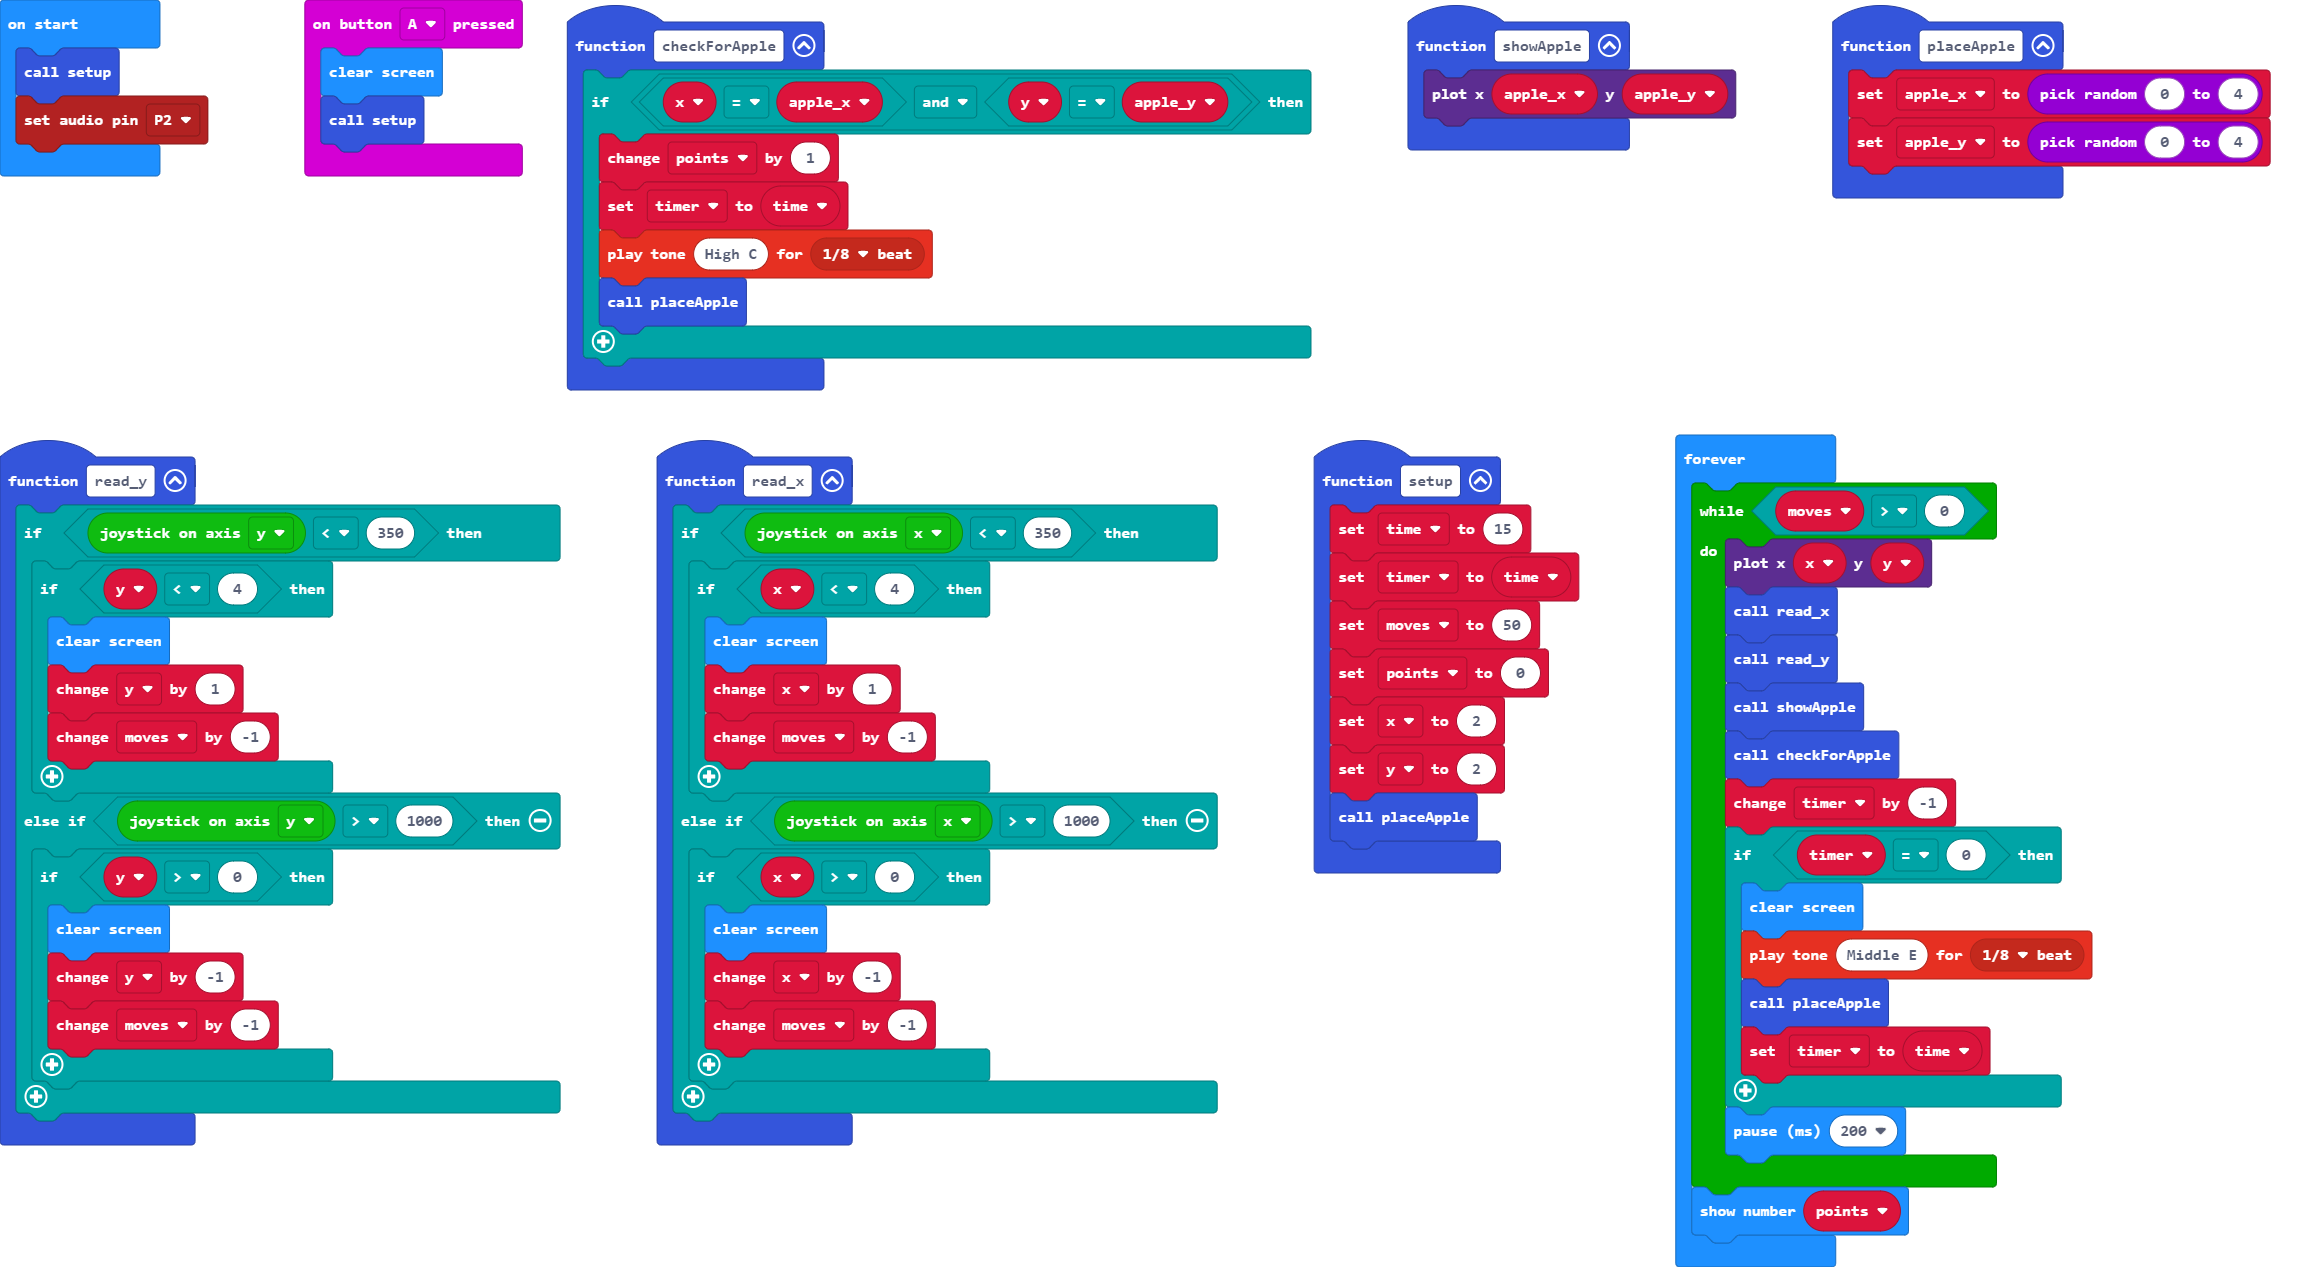 on start
call setup
set audio pin P2
on button A pressed
clear screen
call setup
function checkForApple
if x = apple_x and y = apple_y then
change points by 1
set timer to time
play tone High C for 1/8 beat
call placeApple
function showApple
plot x apple_x y apple_y
function placeApple
set apple_x to pick random 0 to 4
set apple_y to pick random 0 to 4
function read_y
if joystick on axis y < 350 then
if y < 4 then
clear screen
change y by 1
change moves by -1
else if joystick on axis y > 1000 then
if y > 0 then
clear screen
change y by -1
change moves by -1
function read_x
if joystick on axis x < 350 then
if x < 4 then
clear screen
change x by 1
change moves by -1
else if joystick on axis x > 1000 then
if x > 0 then
clear screen
change x by -1
change moves by -1
function setup
set time to 15
set timer to time
set moves to 50
set points to 0
set x to 2
set y to 2
call placeApple
forever
while moves > 0
do
plot x x y y
call read_x
call read_y
call showApple
call checkForApple
change timer by -1
if timer = 0 then
clear screen
play tone Middle E for 1/8 beat
call placeApple
set timer to time
pause (ms) 200
show number points